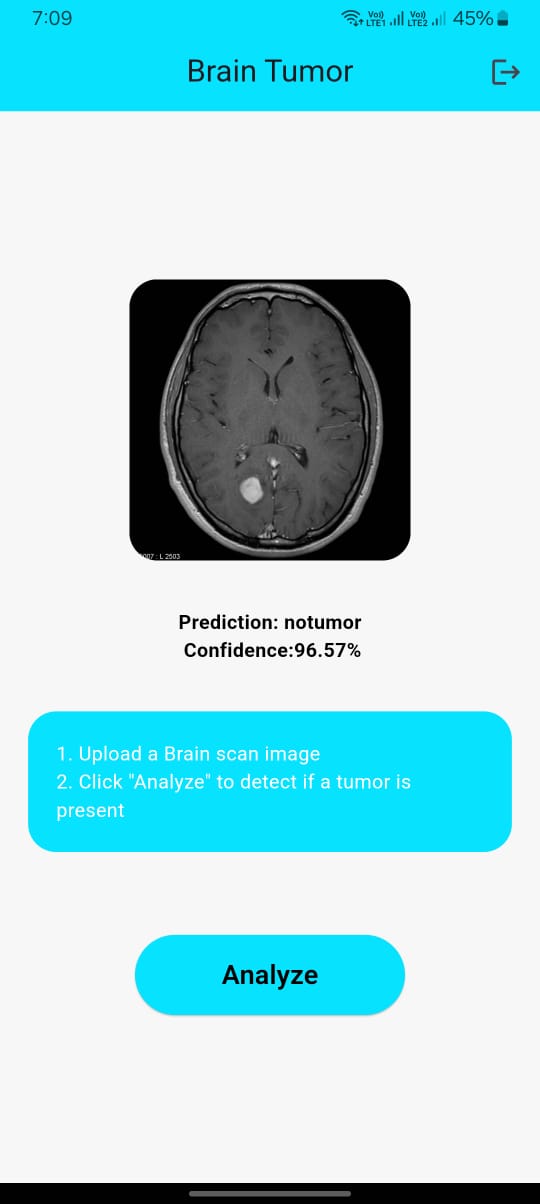 7:09
Vo) LTE1 Vo) LTE2 45%
Brain Tumor
007 : L 2503
Prediction: notumor
Confidence:96.57%
1. Upload a Brain scan image
2. Click "Analyze" to detect if a tumor is
present
Analyze